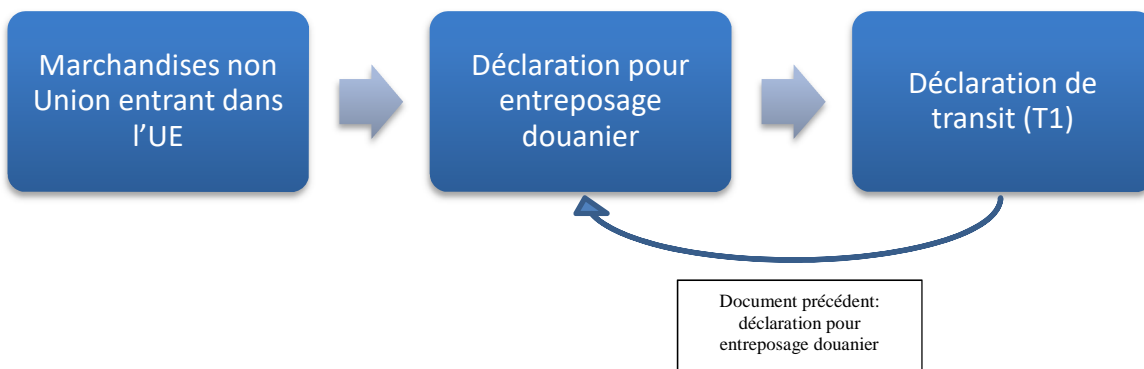 Marchandises non
Union entrant dans
l’UE
Déclaration pour
entreposage
douanier
Déclaration de
transit (T1)
Document précédent:
déclaration pour
entreposage douanier